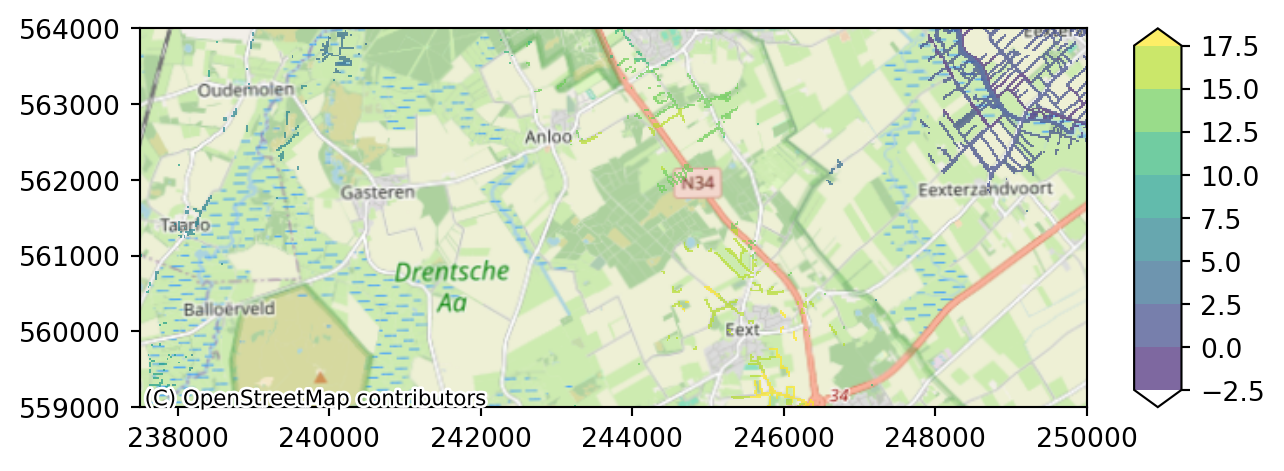 564000
563000
562000
561000
560000
559000
238000
240000
242000
244000
246000
248000
250000
Oudemolen
Anloo
Gasteren
N34
Eexterzandvoort
Taarlo
Drentsche
Aa
Balloërveld
Eext
34
(C) OpenStreetMap contributors
17.5
15.0
12.5
10.0
7.5
5.0
2.5
0.0
−2.5